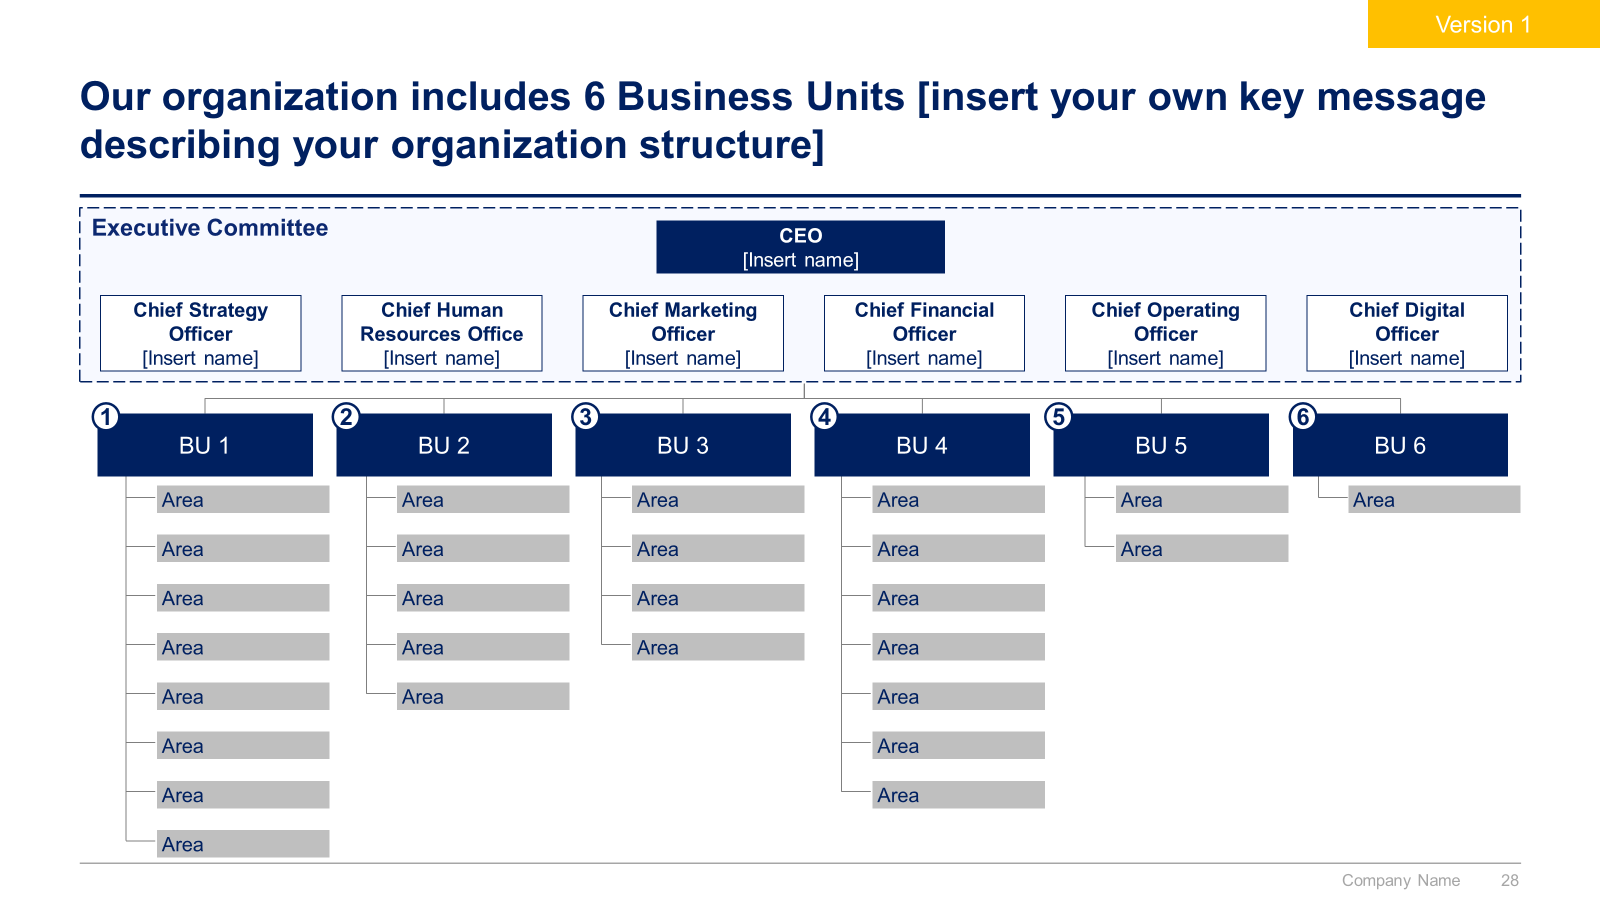 Version 1
Our organization includes 6 Business Units [insert your own key message
describing your organization structure]
Executive Committee
CEO
[Insert name]
Chief Strategy
Officer
[Insert name]
Chief Human
Resources Office
[Insert name]
Chief Marketing
Officer
[Insert name]
Chief Financial
Officer
[Insert name]
Chief Operating
Officer
[Insert name]
Chief Digital
Officer
[Insert name]
1
BU 1
Area
Area
Area
Area
Area
Area
Area
Area
2
BU 2
Area
Area
Area
Area
Area
3
BU 3
Area
Area
Area
Area
4
BU 4
Area
Area
Area
Area
Area
Area
Area
5
BU 5
Area
Area
6
BU 6
Area
Company Name 28